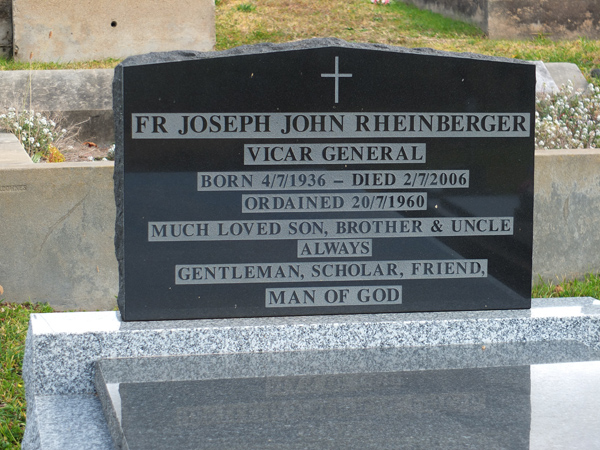 FR JOSEPH JOHN RHEINBERGER
VICAR GENERAL
BORN 4/7/1936 – DIED 2/7/2006
ORDAINED 20/7/1960
MUCH LOVED SON, BROTHER & UNCLE
ALWAYS
GENTLEMAN, SCHOLAR, FRIEND,
MAN OF GOD